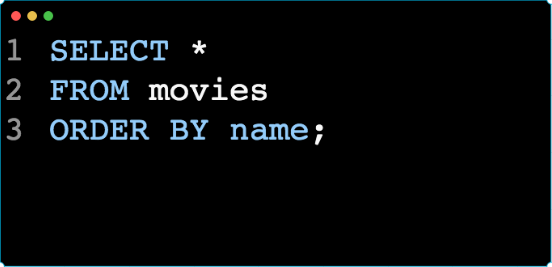 1 SELECT *
2 FROM movies
3 ORDER BY name;